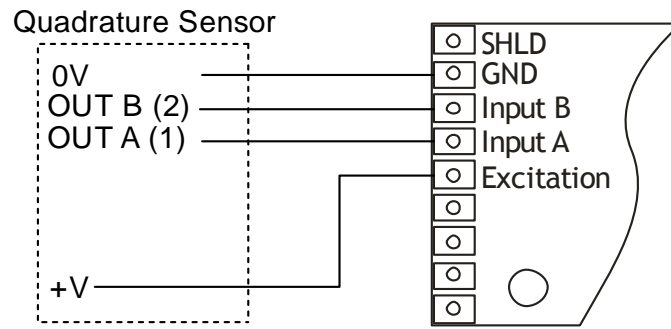 Quadrature Sensor
0V
OUT B (2)
OUT A (1)
+V
SHLD
GND
Input B
Input A
Excitation